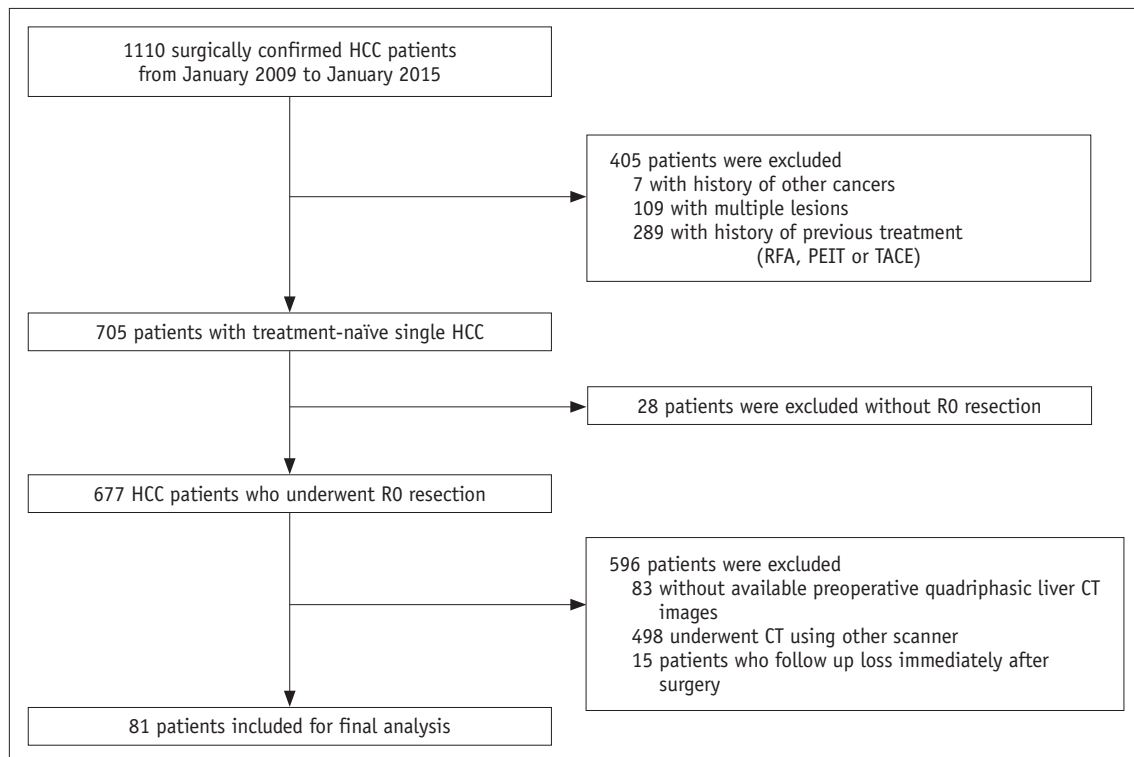 1110 surgically confirmed HCC patients
from January 2009 to January 2015
405 patients were excluded
7 with history of other cancers
109 with multiple lesions
289 with history of previous treatment
(RFA, PEIT or TACE)
705 patients with treatment-naïve single HCC
28 patients were excluded without R0 resection
677 HCC patients who underwent R0 resection
596 patients were excluded
83 without available preoperative quadriphasic liver CT
images
498 underwent CT using other scanner
15 patients who follow up loss immediately after
surgery
81 patients included for final analysis